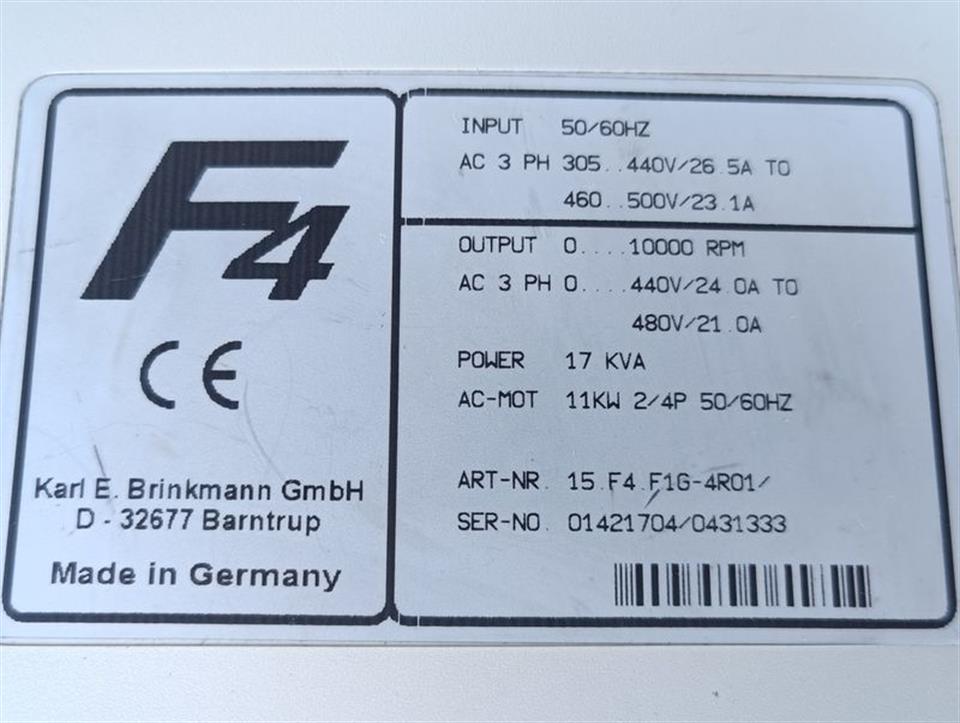 F4
CE
Karl E. Brinkmann GmbH
D - 32677 Barntrup
Made in Germany
INPUT 50/60HZ
AC 3 PH 305..440V/26.5A TO
460..500V/23.1A
OUTPUT 0....10000 RPM
AC 3 PH 0....440V/24.0A TO
480V/21.0A
POWER 17 KVA
AC-MOT 11KW 2/4P 50/60HZ
ART-NR. 15.F4.F1G-4R01/
SER-NO. 01421704/0431333